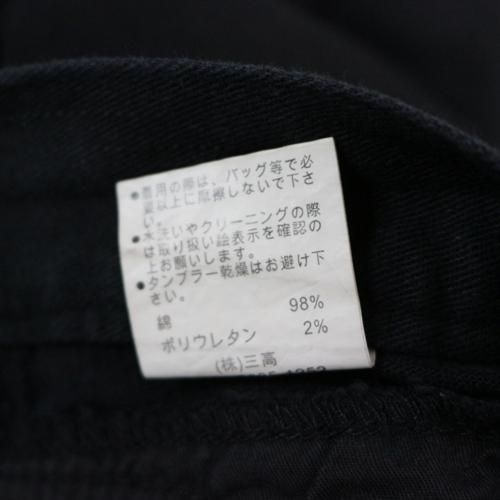 ●着用の際は、バッグ等で必
要以上に摩擦しないで下さ
い。
●水洗いやクリーニングの際
は取り扱い絵表示を確認の
上お願いします。
●タンブラー乾燥はお避け下
さい。
綿 98%
ポリウレタン 2%
(株)三高